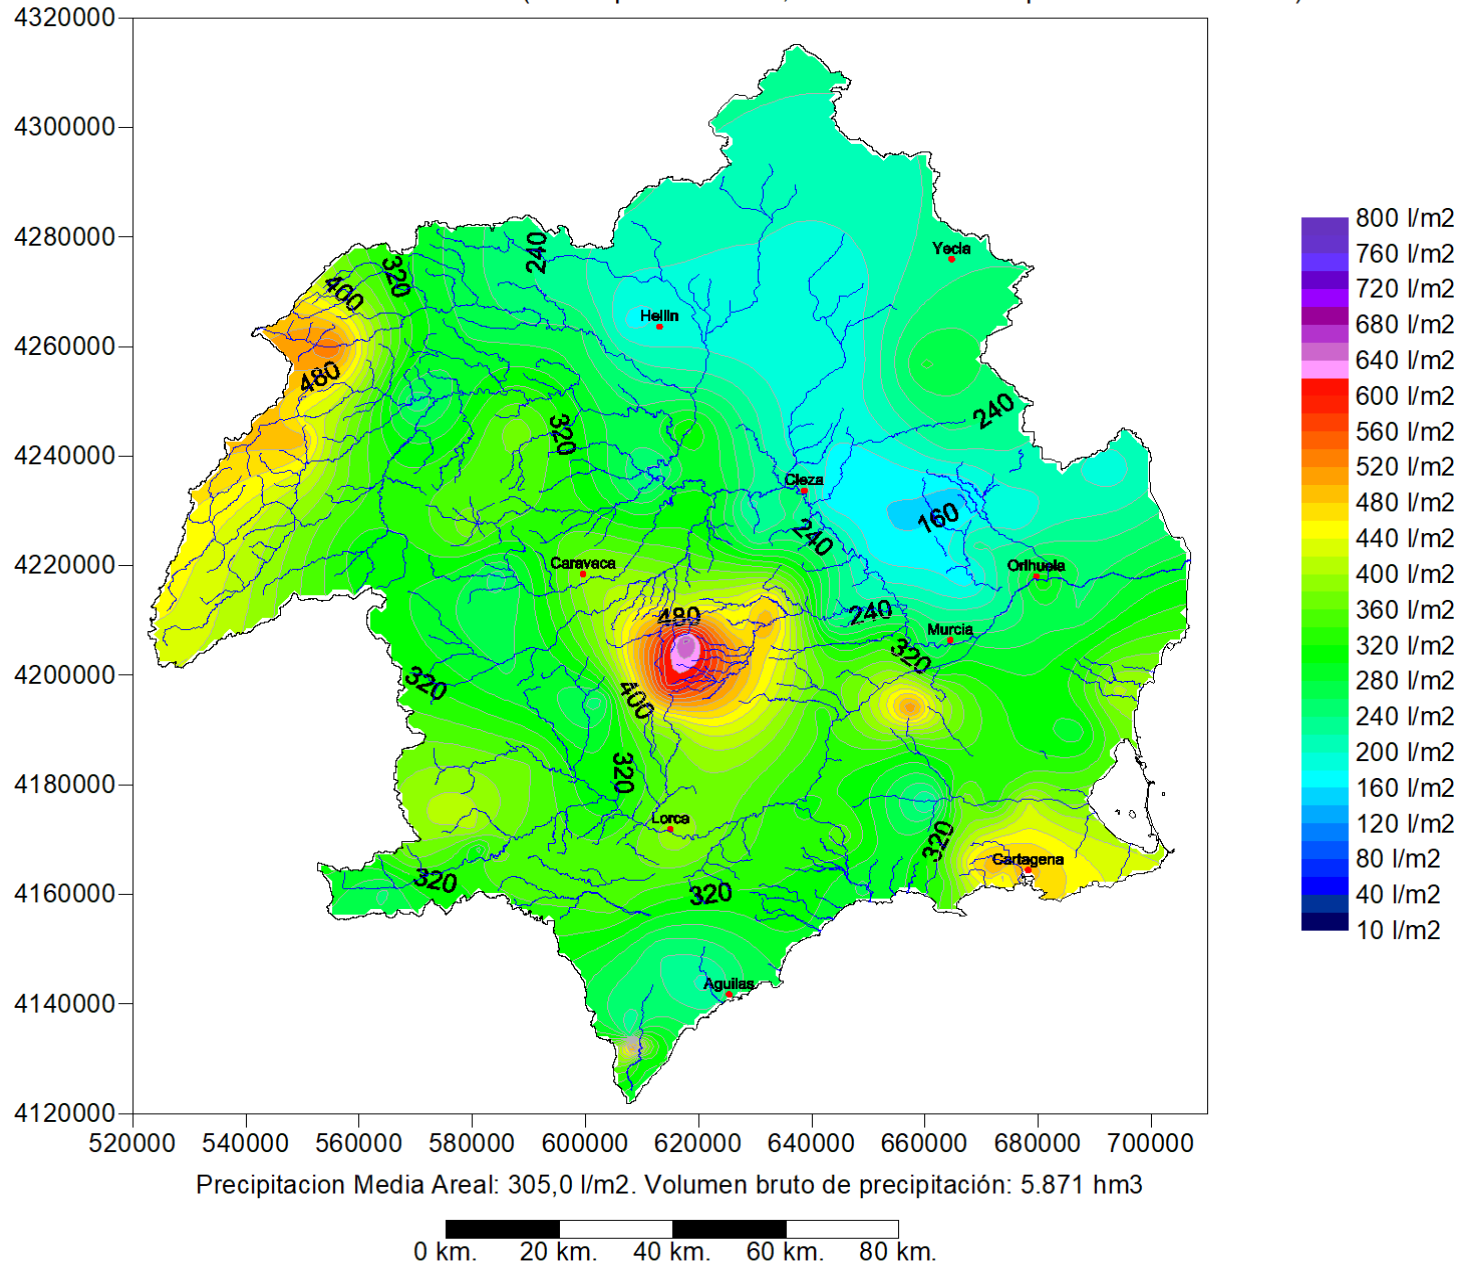 4320000
4300000
4280000
4260000
4240000
4220000
4200000
4180000
4160000
4140000
4120000
520000 540000 560000 580000 600000 620000 640000 660000 680000 700000
240
320
400
480
320
240
160
240
240
480
320
320
400
320
320
320
320
Yecla
Hellin
Cieza
Caravaca
Orihuela
Murcia
Lorca
Cartagena
Aguilas
800 l/m2
760 l/m2
720 l/m2
680 l/m2
640 l/m2
600 l/m2
560 l/m2
520 l/m2
480 l/m2
440 l/m2
400 l/m2
360 l/m2
320 l/m2
280 l/m2
240 l/m2
200 l/m2
160 l/m2
120 l/m2
80 l/m2
40 l/m2
10 l/m2
Precipitacion Media Areal: 305,0 l/m2. Volumen bruto de precipitación: 5.871 hm3
0 km. 20 km. 40 km. 60 km. 80 km.